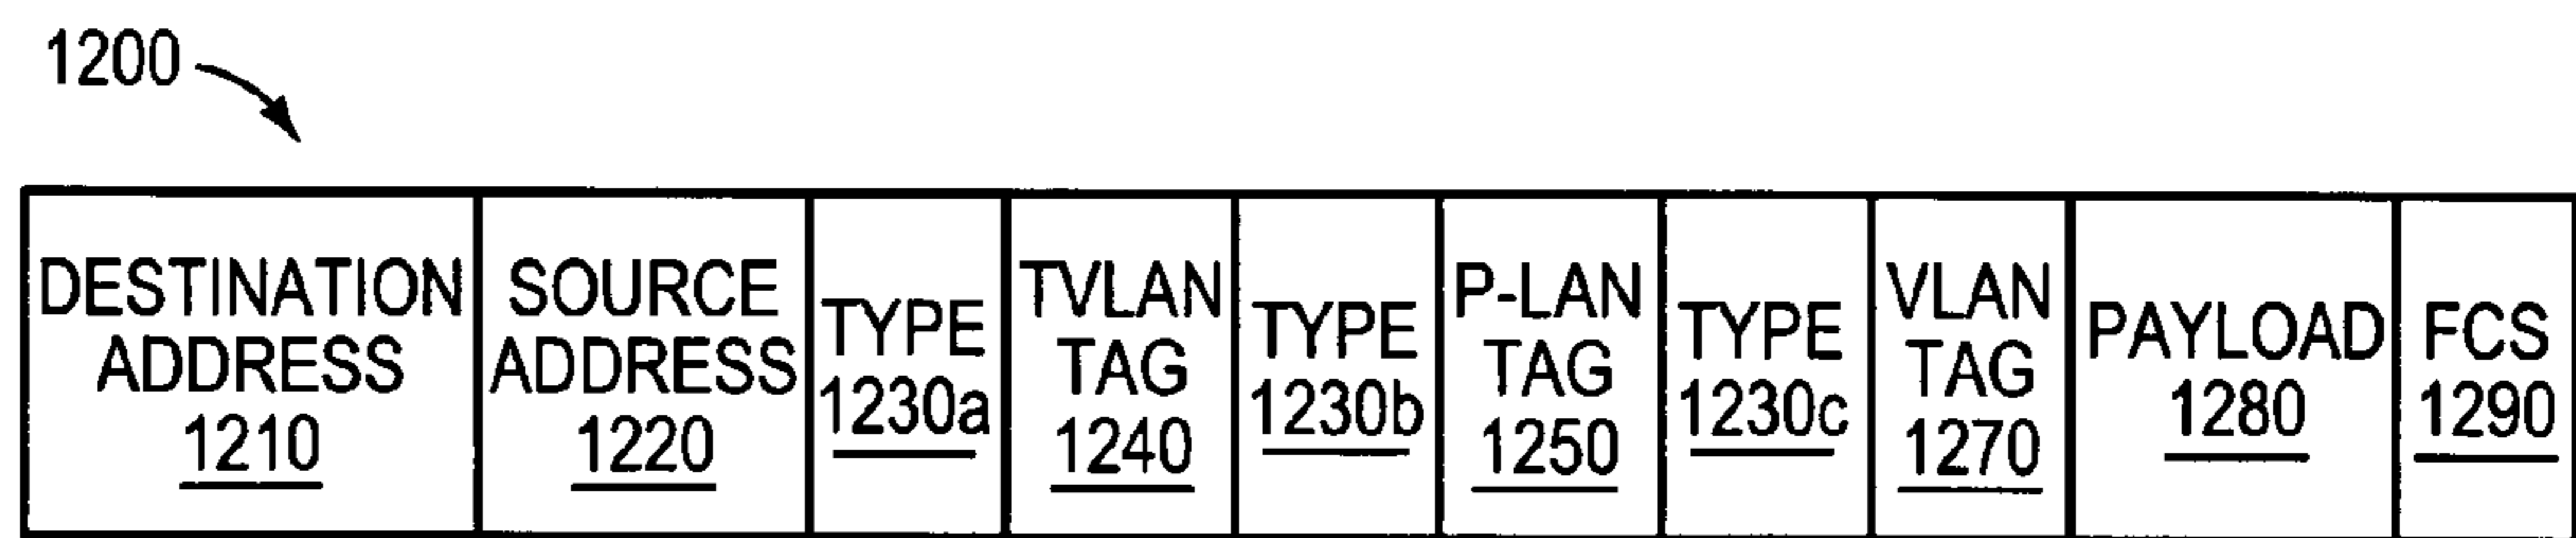 1200
DESTINATION
ADDRESS
1210
SOURCE
ADDRESS
1220
TYPE
1230a
TVLAN
TAG
1240
TYPE
1230b
P-LAN
TAG
1250
TYPE
1230c
VLAN
TAG
1270
PAYLOAD
1280
FCS
1290